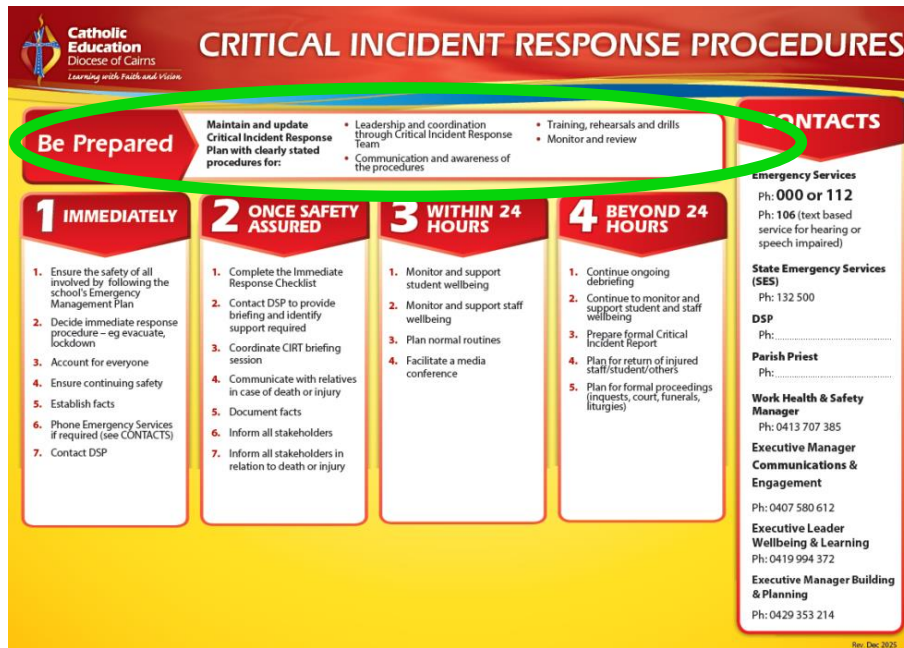 Catholic
Education
Diocese of Cairns
Learning with Faith and Vision
CRITICAL INCIDENT RESPONSE PROCEDURES
Be Prepared
Maintain and update
Critical Incident Response
Plan with clearly stated
procedures for:
• Leadership and coordination
through Critical Incident Response
Team
• Communication and awareness of
the procedures
• Training, rehearsals and drills
• Monitor and review
1 IMMEDIATELY
1. Ensure the safety of all
involved by following the
school's Emergency
Management Plan
2. Decide immediate response
procedure – eg evacuate,
lockdown
3. Account for everyone
4. Ensure continuing safety
5. Establish facts
6. Phone Emergency Services
if required (see CONTACTS)
7. Contact DSP
2 ONCE SAFETY
ASSURED
1. Complete the Immediate
Response Checklist
2. Contact DSP to provide
briefing and identify
support required
3. Coordinate CIRT briefing
session
4. Communicate with relatives
in case of death or injury
5. Document facts
6. Inform all stakeholders
7. Inform all stakeholders in
relation to death or injury
3 WITHIN 24
HOURS
1. Monitor and support
student wellbeing
2. Monitor and support staff
wellbeing
3. Plan normal routines
4. Facilitate a media
conference
4 BEYOND 24
HOURS
1. Continue ongoing
debriefing
2. Continue to monitor and
support student and staff
wellbeing
3. Prepare formal Critical
Incident Report
4. Plan for return of injured
staff/student/others
5. Plan for formal proceedings
(inquests, court, funerals,
liturgies)
CONTACTS
Emergency Services
Ph: 000 or 112
Ph: 106 (text based
service for hearing or
speech impaired)
State Emergency Services
(SES)
Ph: 132 500
DSP
Ph:
Parish Priest
Ph:
Work Health & Safety
Manager
Ph: 0413 707 385
Executive Manager
Communications &
Engagement
Ph: 0407 580 612
Executive Leader
Wellbeing & Learning
Ph: 0419 994 372
Executive Manager Building
& Planning
Ph: 0429 353 214
Rev: Dec 2025